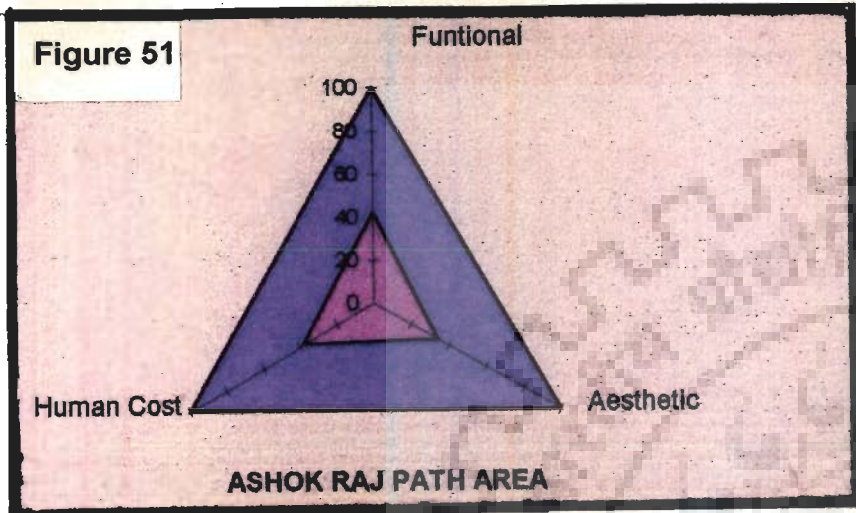 Figure 51
Funtional
100
80
60
40
20
0
Human Cost
Aesthetic
ASHOK RAJ PATH AREA